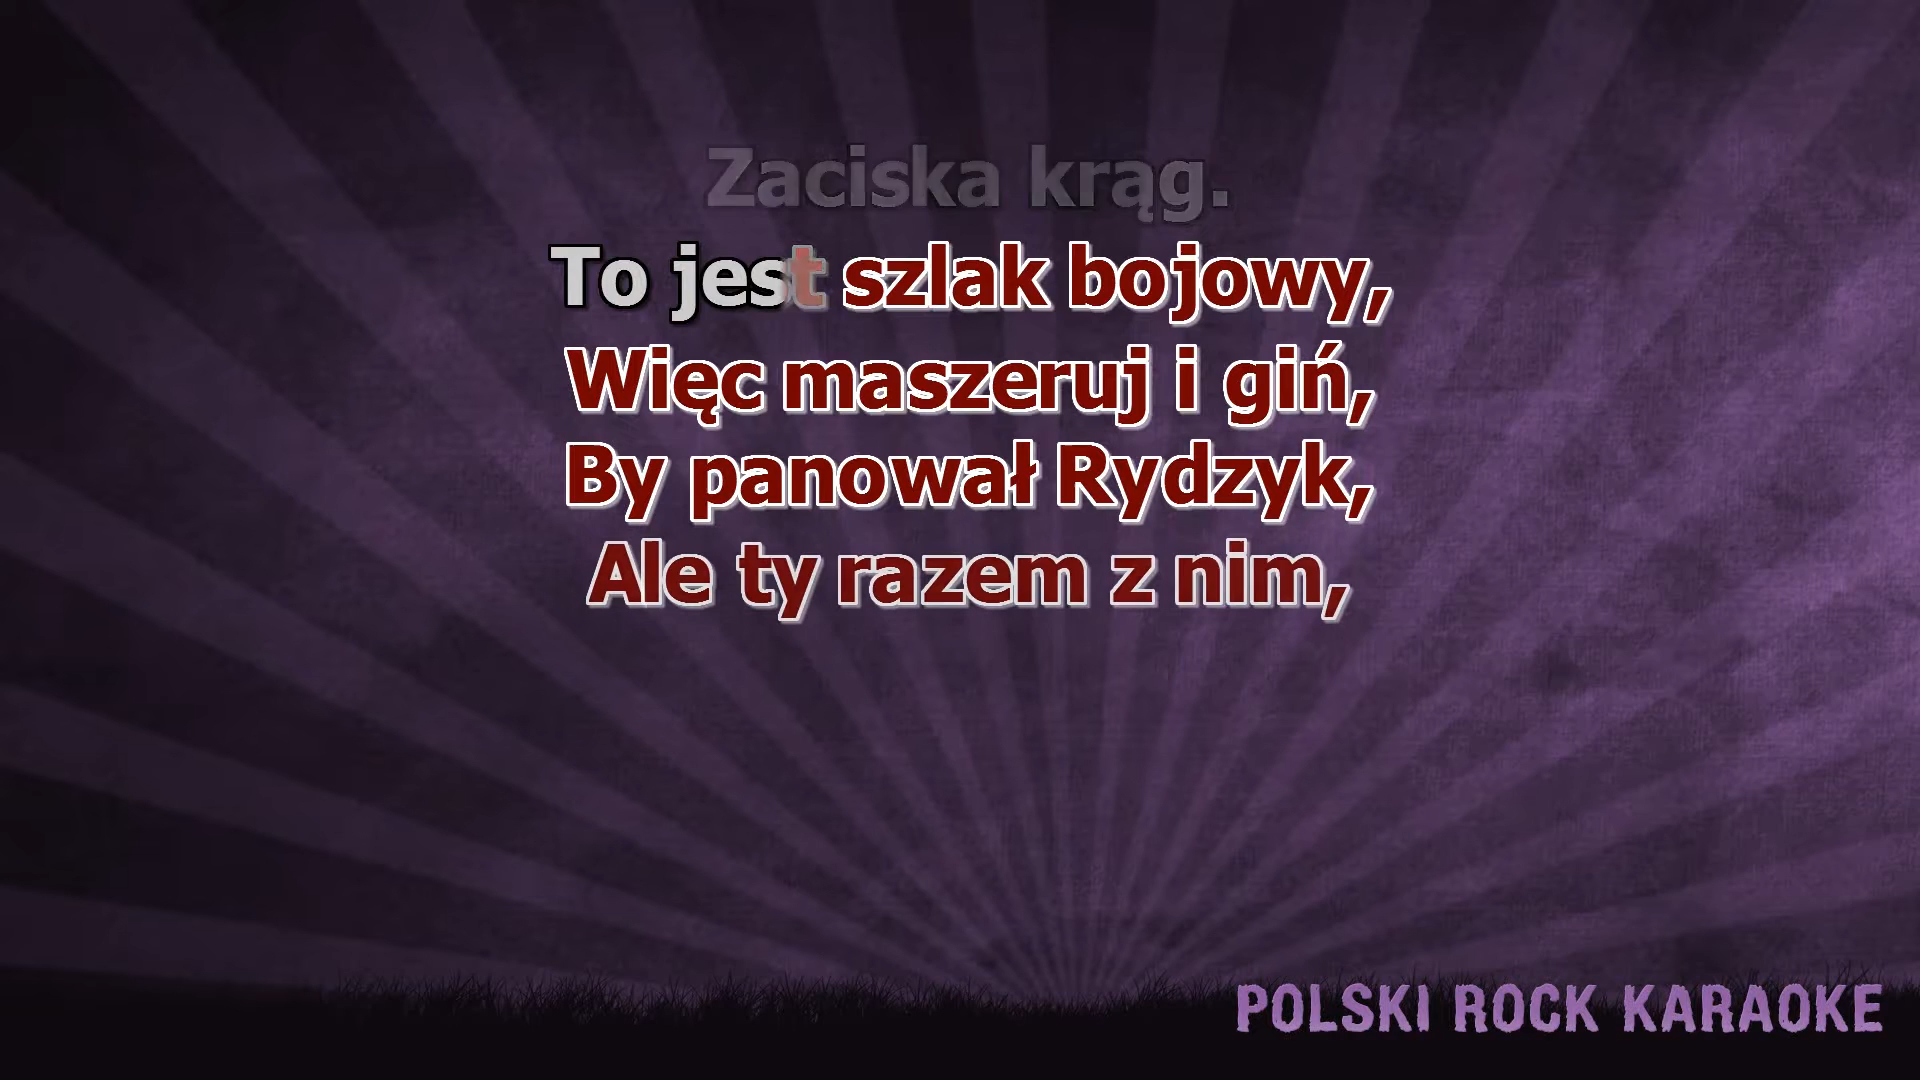 Zaciska krąg.
To jest szlak bojowy,
Więc maszeruj i giń,
By panował Rydzyk,
Ale ty razem z nim,
POLSKI ROCK KARAOKE